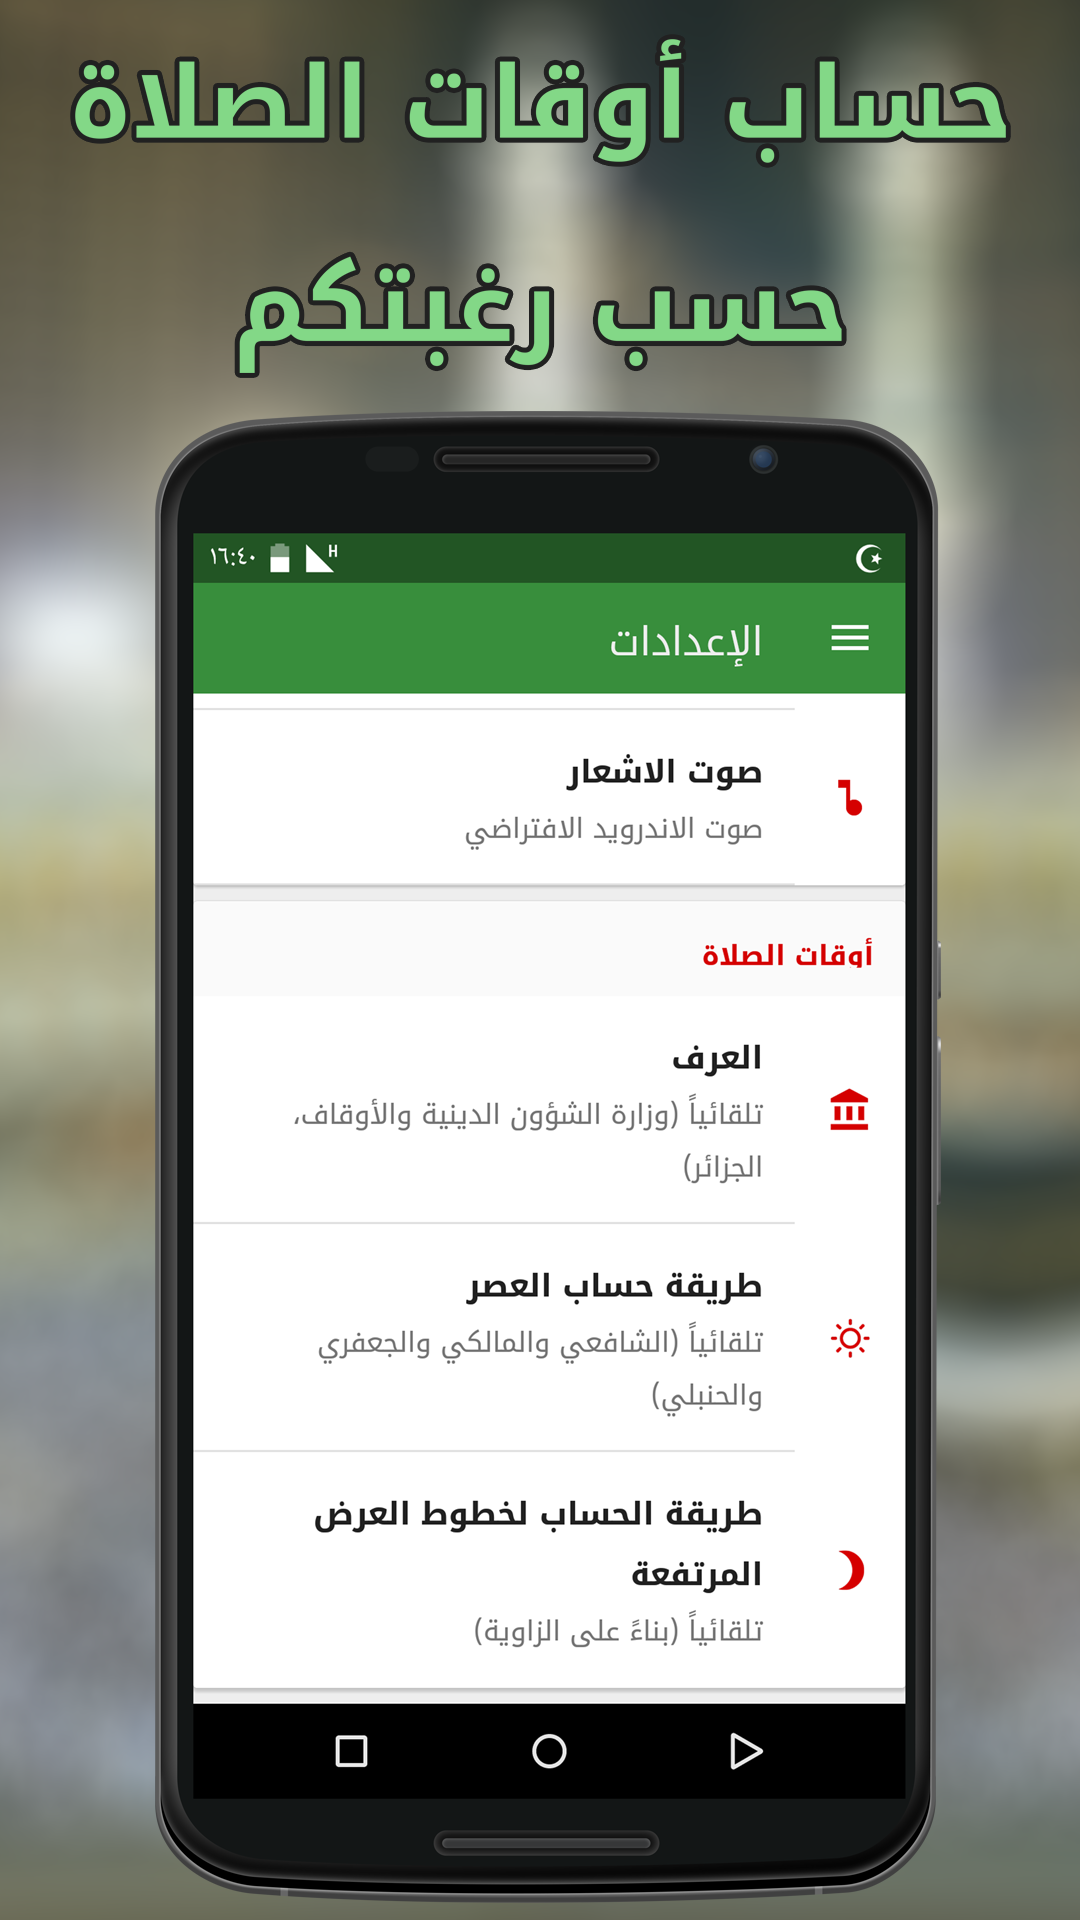 حساب أوقات الصلاة
حسب رغبتكم
١٦:٤٠
H
الإعدادات
صوت الاشعار
صوت الاندرويد الافتراضي
أوقات الصلاة
العرف
تلقائياً (وزارة الشؤون الدينية والأوقاف،
الجزائر)
طريقة حساب العصر
تلقائياً (الشافعي والمالكي والجعفري
والحنبلي)
طريقة الحساب لخطوط العرض
المرتفعة
تلقائياً (بناءً على الزاوية)